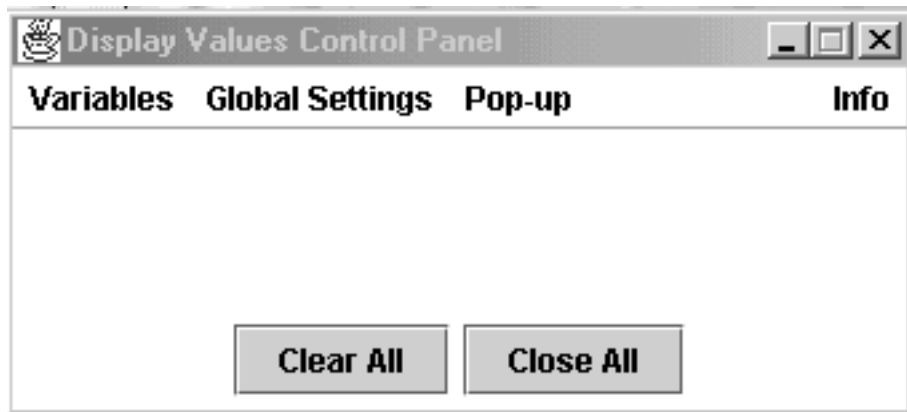 Display Values Control Panel
Variables Global Settings Pop-up Info
Clear All Close All